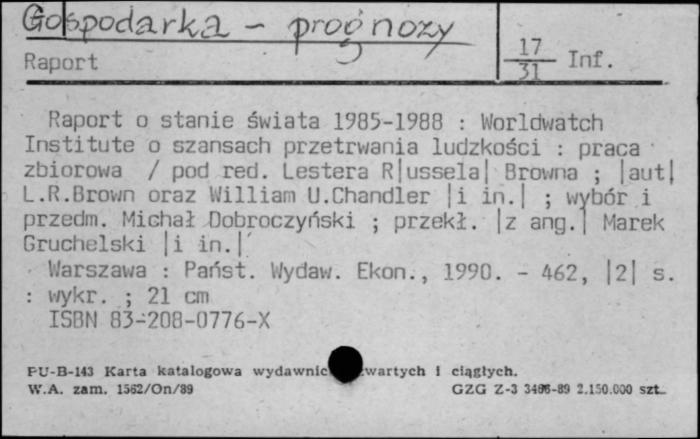 Gospodarka - prognozy
Raport
17
31 Inf.
Raport o stanie świata 1985-1988 : Worldwatch
Institute o szansach przetrwania ludzkości : praca
zbiorowa / pod red. Lestera R|ussela| Browna ; |aut|
L.R.Brown oraz William U.Chandler |i in.| ; wybór i
przedm. Michał Dobroczyński ; przekł. |z ang.| Marek
Gruchelski |i in.|.
Warszawa : Państ. Wydaw. Ekon., 1990. - 462, |2| s.
: wykr. ; 21 cm
ISBN 83-208-0776-X
PU-B-143 Karta katalogowa wydawnic wartych i ciągłych.
W.A. zam. 1562/On/89 GZG Z-3 3486-89 2.150.000 szt.